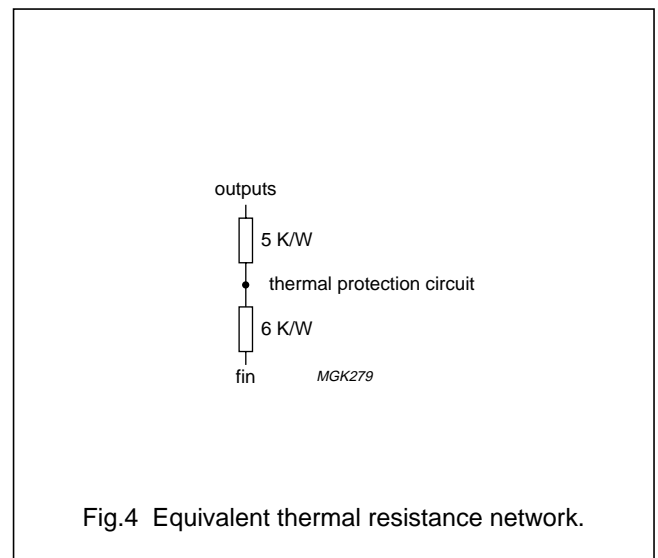 outputs
5 K/W
thermal protection circuit
6 K/W
fin
MGK279
Fig.4 Equivalent thermal resistance network.